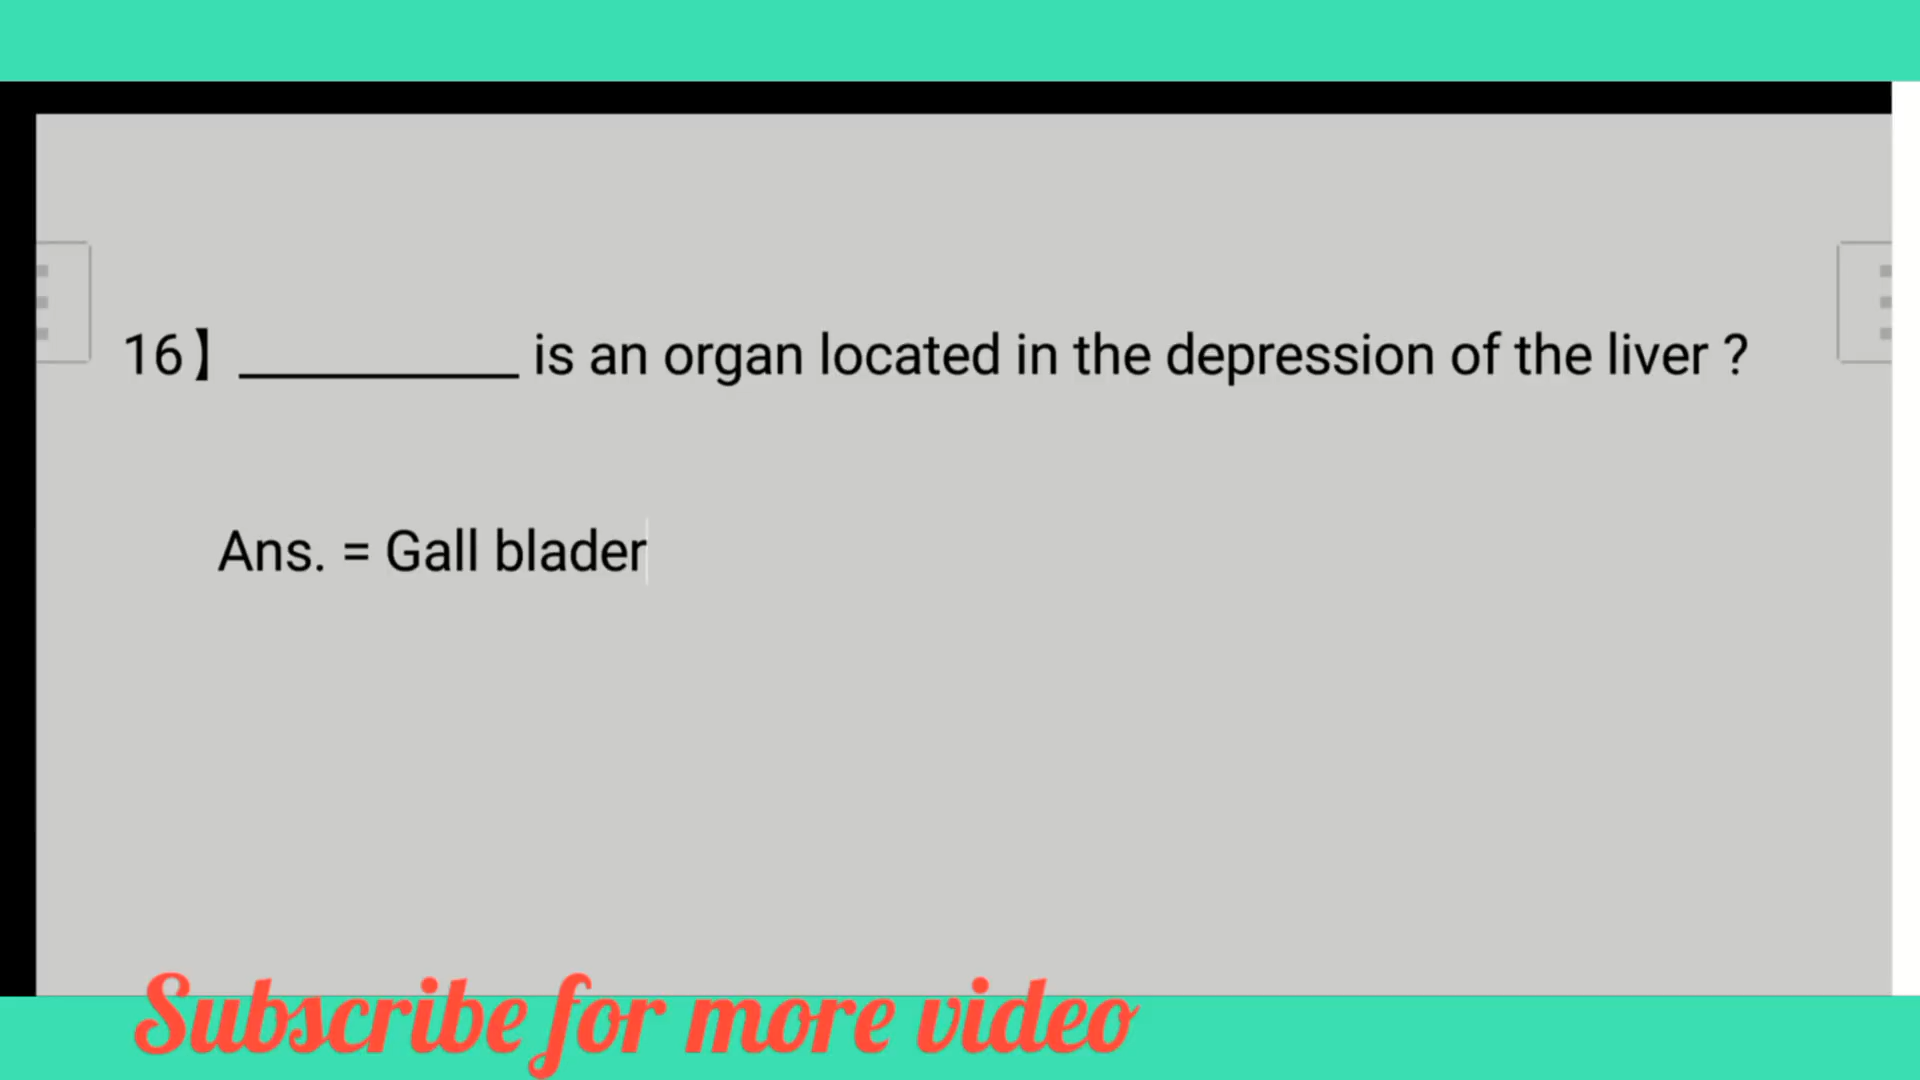 16】__________ is an organ located in the depression of the liver ?
Ans. = Gall blader
Subscribe for more video